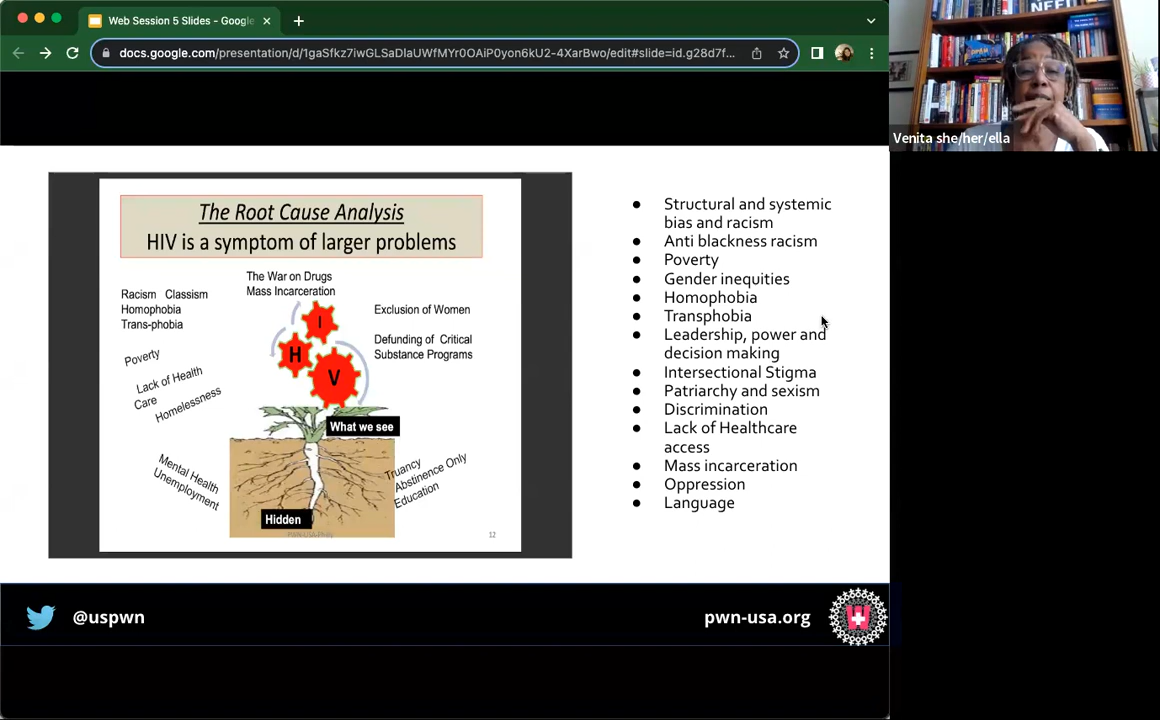 Web Session 5 Slides - Google
docs.google.com/presentation/d/1gaSfkz7iwGLSaDlaUWfMYr0OAiP0yon6kU2-4XarBwo/edit#slide=id.g28d7f...
NEED
Venita she/her/ella
The Root Cause Analysis
HIV is a symptom of larger problems
The War on Drugs
Mass Incarceration
Racism Classism
Homophobia
Trans-phobia
Exclusion of Women
Defunding of Critical
Substance Programs
Poverty
Lack of Health
Care
Homelessness
H
I
V
What we see
Mental Health
Unemployment
Truancy
Abstinence Only
Education
Hidden
PWN-USA-Philly
12
● Structural and systemic
bias and racism
● Anti blackness racism
● Poverty
● Gender inequities
● Homophobia
● Transphobia
● Leadership, power and
decision making
● Intersectional Stigma
● Patriarchy and sexism
● Discrimination
● Lack of Healthcare
access
● Mass incarceration
● Oppression
● Language
@uspwn
pwn-usa.org